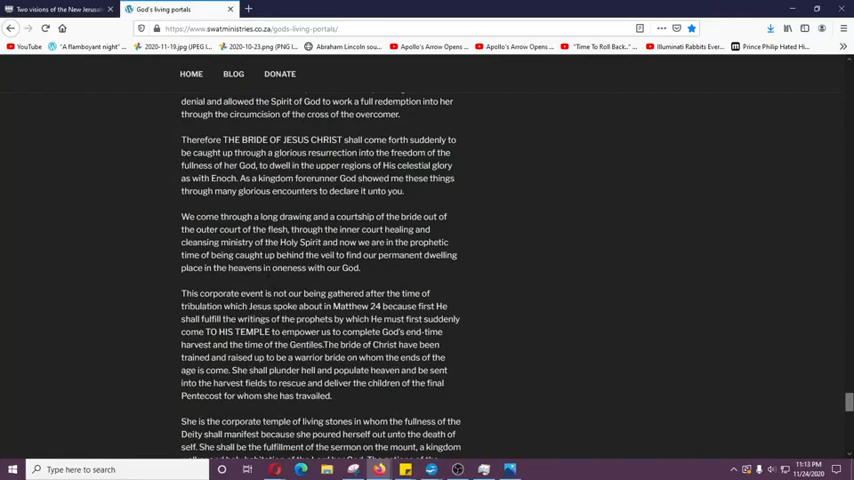 Two visions of the New Jerusal
God's living portals
https://www.swatministries.co.za/gods-living-portals/
YouTube
"A flamboyant night" (
2020-11-19.jpg (JPEG I
2020-10-23.png (PNG I
Abraham Lincoln sou
Apollo's Arrow Opens
Apollo's Arrow Opens
"Time To Roll Back."
Illuminati Rabbits Ever
Prince Philip Hated Hi
HOME BLOG DONATE
denial and allowed the Spirit of God to work a full redemption into her
through the circumcision of the cross of the overcomer.
Therefore THE BRIDE OF JESUS CHRIST shall come forth suddenly to
be caught up through a glorious resurrection into the freedom of the
fullness of her God, to dwell in the upper regions of His celestial glory
as with Enoch. As a kingdom forerunner God showed me these things
through many glorious encounters to declare it unto you.
We come through a long drawing and a courtship of the bride out of
the outer court of the flesh, through the inner court healing and
cleansing ministry of the Holy Spirit and now we are in the prophetic
time of being caught up behind the veil to find our permanent dwelling
place in the heavens in oneness with our God.
This corporate event is not our being gathered after the time of
tribulation which Jesus spoke about in Matthew 24 because first He
shall fulfill the writings of the prophets by which He must first suddenly
come TO HIS TEMPLE to empower us to complete God's end-time
harvest and the time of the Gentiles.The bride of Christ have been
trained and raised up to be a warrior bride on whom the ends of the
age is come. She shall plunder hell and populate heaven and be sent
into the harvest fields to rescue and deliver the children of the final
Pentecost for whom she has travailed.
She is the corporate temple of living stones in whom the fullness of the
Deity shall manifest because she poured herself out unto the death of
self. She shall be the fulfillment of the sermon on the mount, a kingdom
Type here to search
11:13 PM
11/24/2020